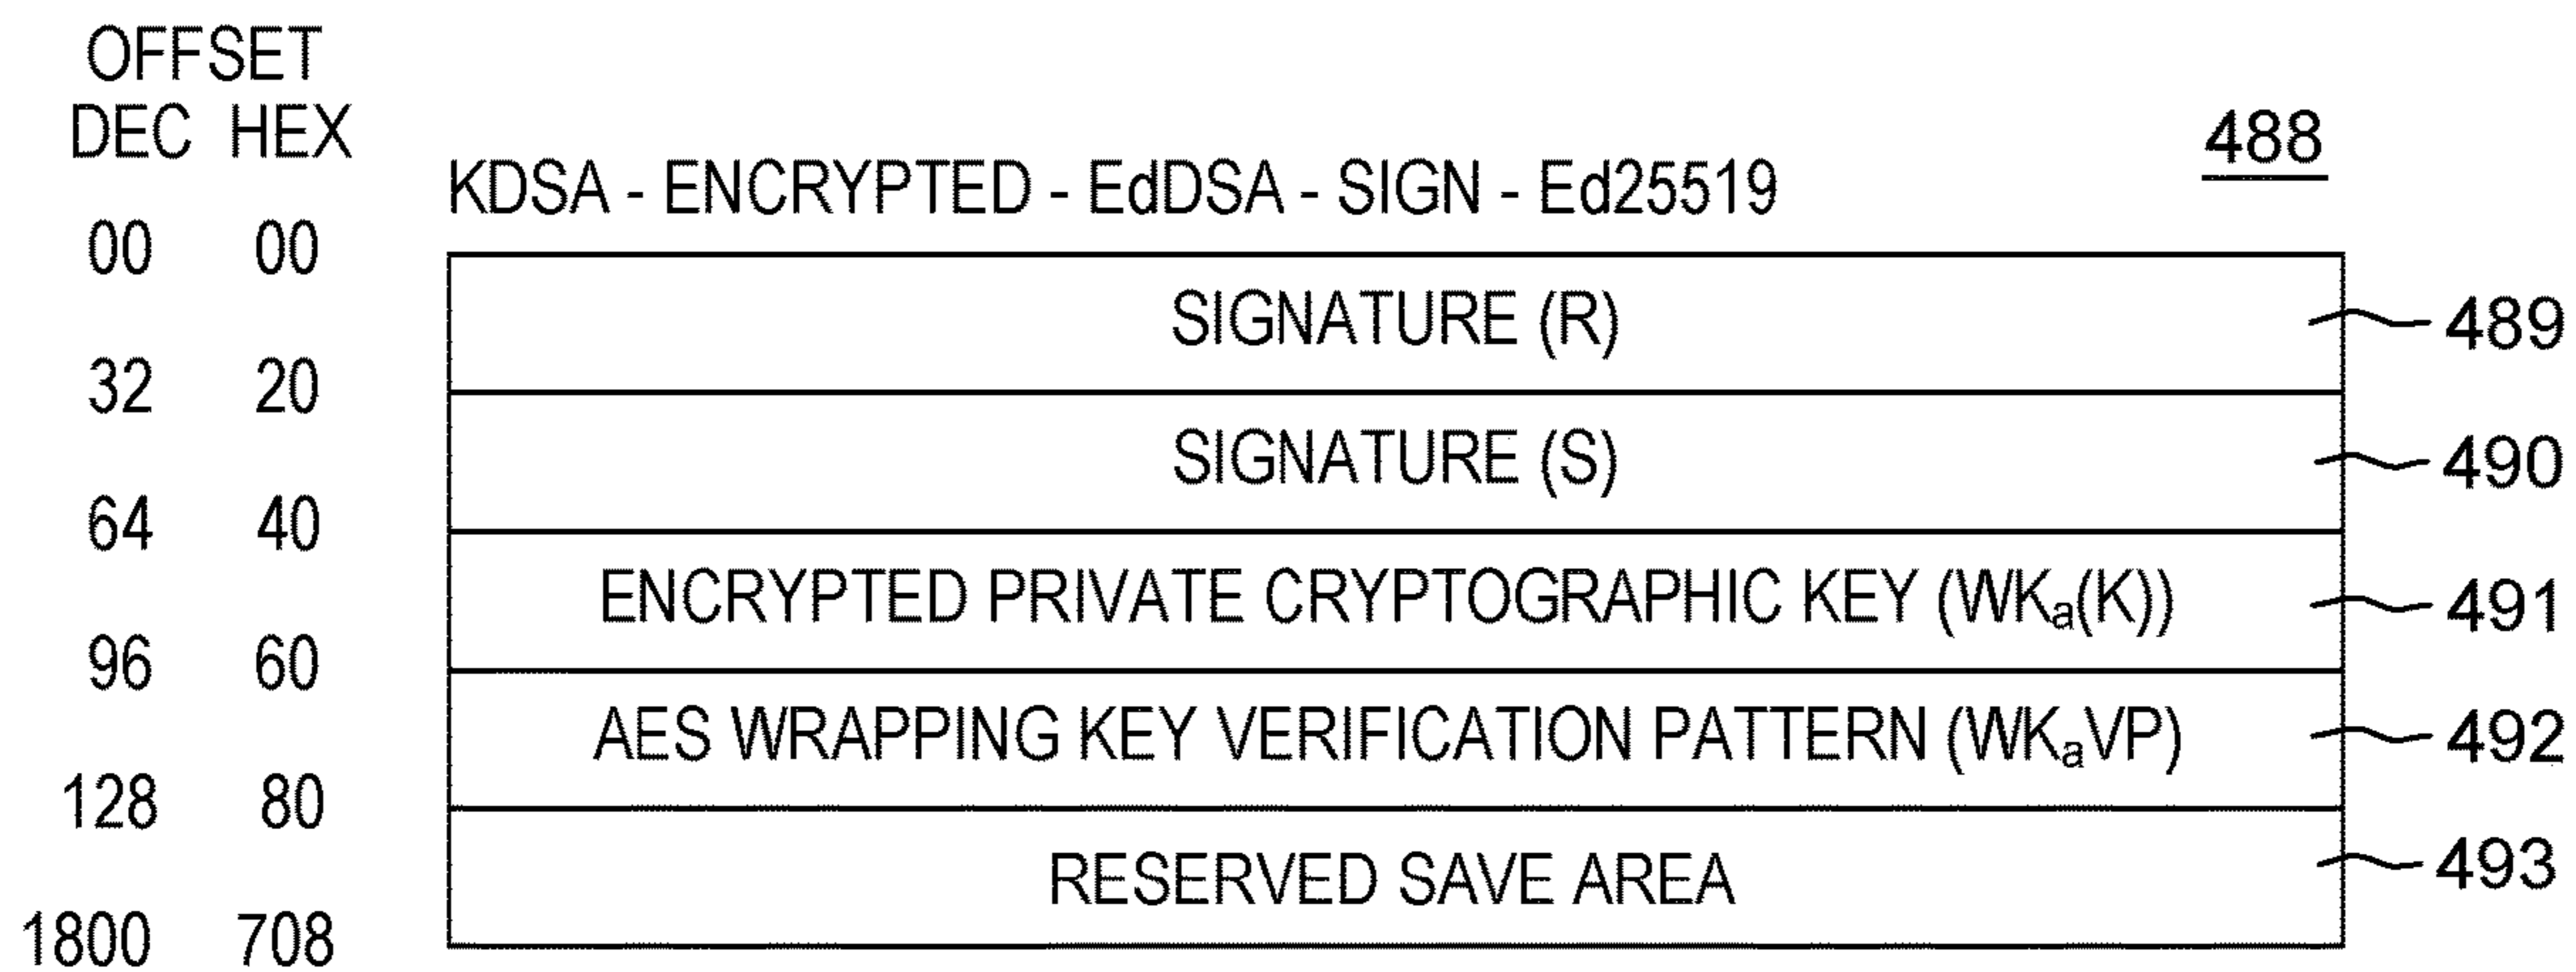 OFFSET
DEC HEX
488
KDSA - ENCRYPTED - EdDSA - SIGN - Ed25519
00 00
SIGNATURE (R) 489
32 20
SIGNATURE (S) 490
64 40
ENCRYPTED PRIVATE CRYPTOGRAPHIC KEY (WKa(K)) 491
96 60
AES WRAPPING KEY VERIFICATION PATTERN (WKaVP) 492
128 80
RESERVED SAVE AREA 493
1800 708